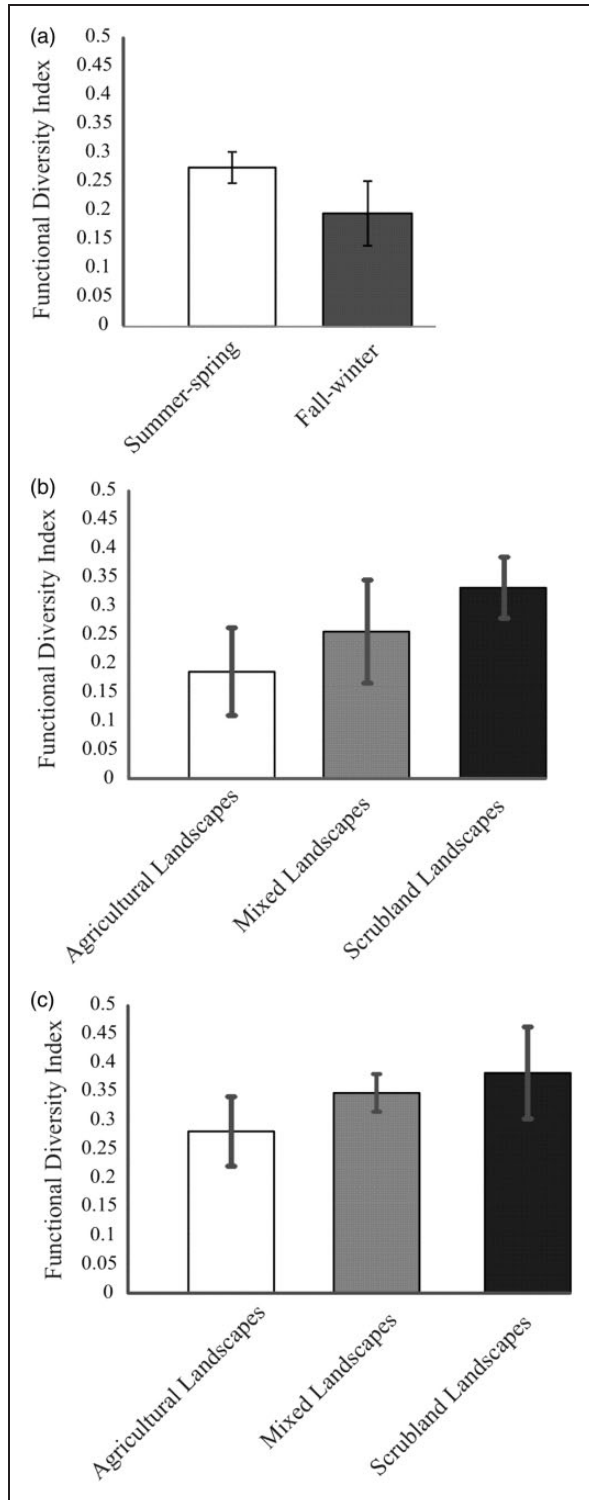 (a)
Functional Diversity Index
0.5
0.45
0.4
0.35
0.3
0.25
0.2
0.15
0.1
0.05
0
Summer-spring
Fall-winter
(b)
Functional Diversity Index
0.5
0.45
0.4
0.35
0.3
0.25
0.2
0.15
0.1
0.05
0
Agricultural Landscapes
Mixed Landscapes
Scrubland Landscapes
(c)
Functional Diversity Index
0.5
0.45
0.4
0.35
0.3
0.25
0.2
0.15
0.1
0.05
0
Agricultural Landscapes
Mixed Landscapes
Scrubland Landscapes